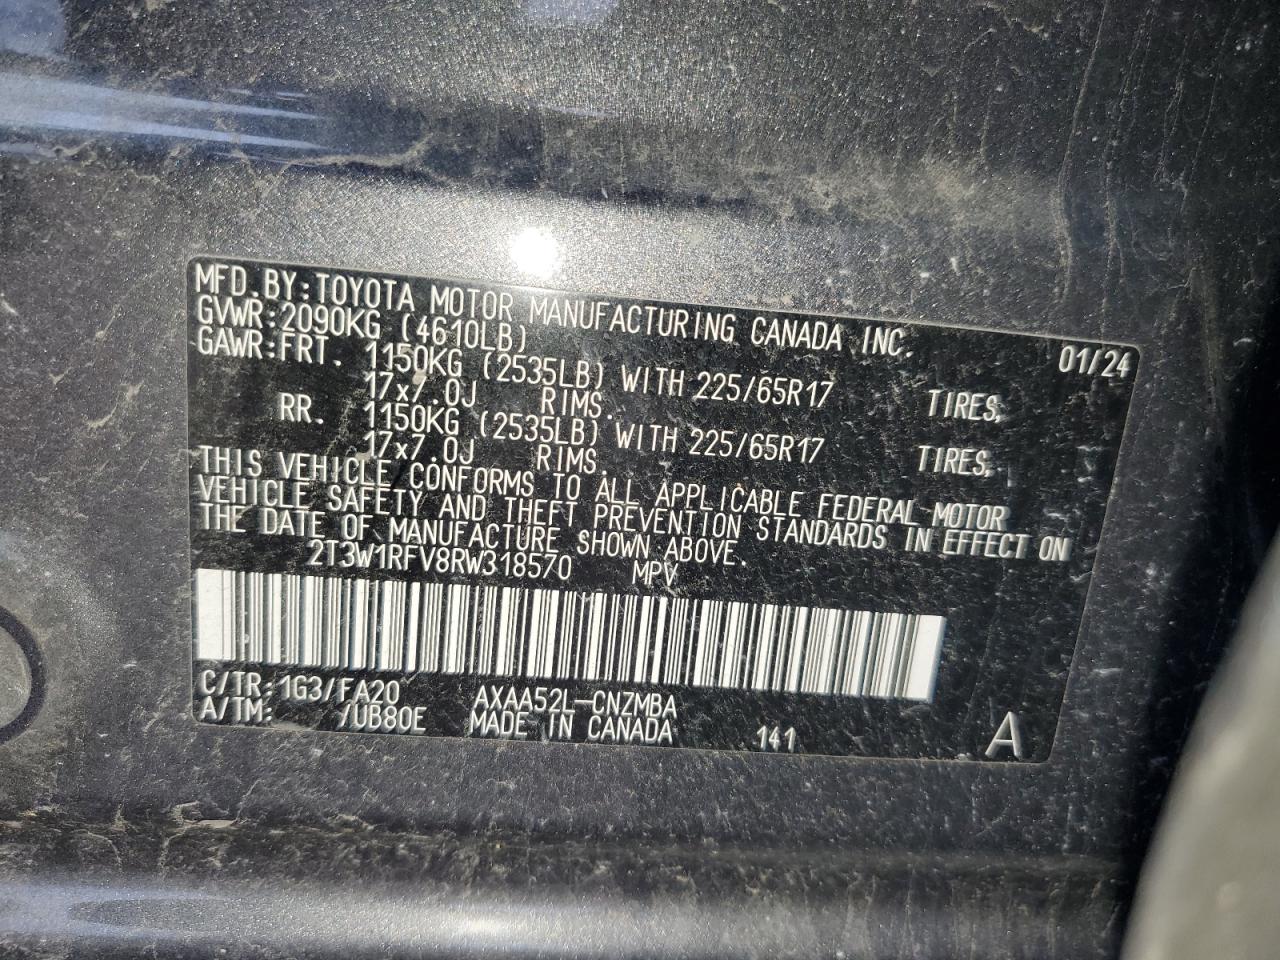 MFD.BY:TOYOTA MOTOR MANUFACTURING CANADA INC. 01/24
GVWR:2090KG (4610LB)
GAWR:FRT. 1150KG (2535LB) WITH 225/65R17 TIRES,
17x7.0J RIMS.
RR. 1150KG (2535LB) WITH 225/65R17 TIRES,
17x7.0J RIMS.
THIS VEHICLE CONFORMS TO ALL APPLICABLE FEDERAL MOTOR
VEHICLE SAFETY AND THEFT PREVENTION STANDARDS IN EFFECT ON
THE DATE OF MANUFACTURE SHOWN ABOVE.
2T3W1RFV8RW318570 MPV
C/TR:1G3/FA20 AXAA52L-CNZMBA
A/TM: /UB80E MADE IN CANADA 141 A